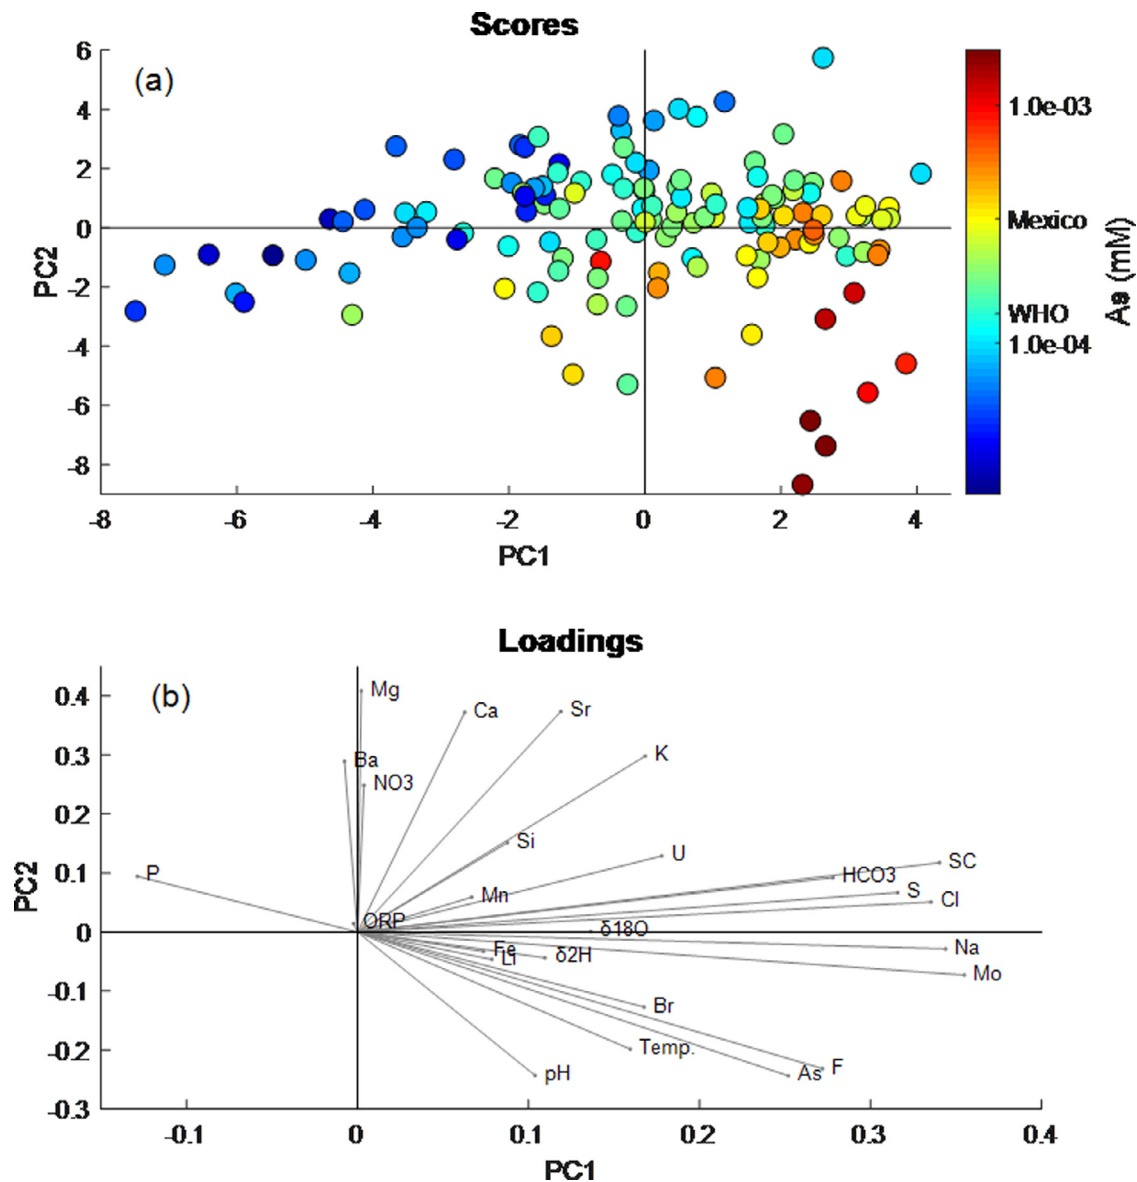 Scores
(a)
6
4
2
0
-2
-4
-6
-8
PC2
-8 -6 -4 -2 0 2 4
PC1
1.0e-03
Mexico
WHO
1.0e-04
As (mM)
Loadings
(b)
0.4
0.3
0.2
0.1
0
-0.1
-0.2
-0.3
PC2
Mg
Ca
Sr
K
Ba
NO3
Si
U
P
SC
HCO3
S
Cl
Mn
ORP
δ18O
Na
Fe
Li
δ2H
Mo
Br
Temp.
F
As
pH
-0.1 0 0.1 0.2 0.3 0.4
PC1